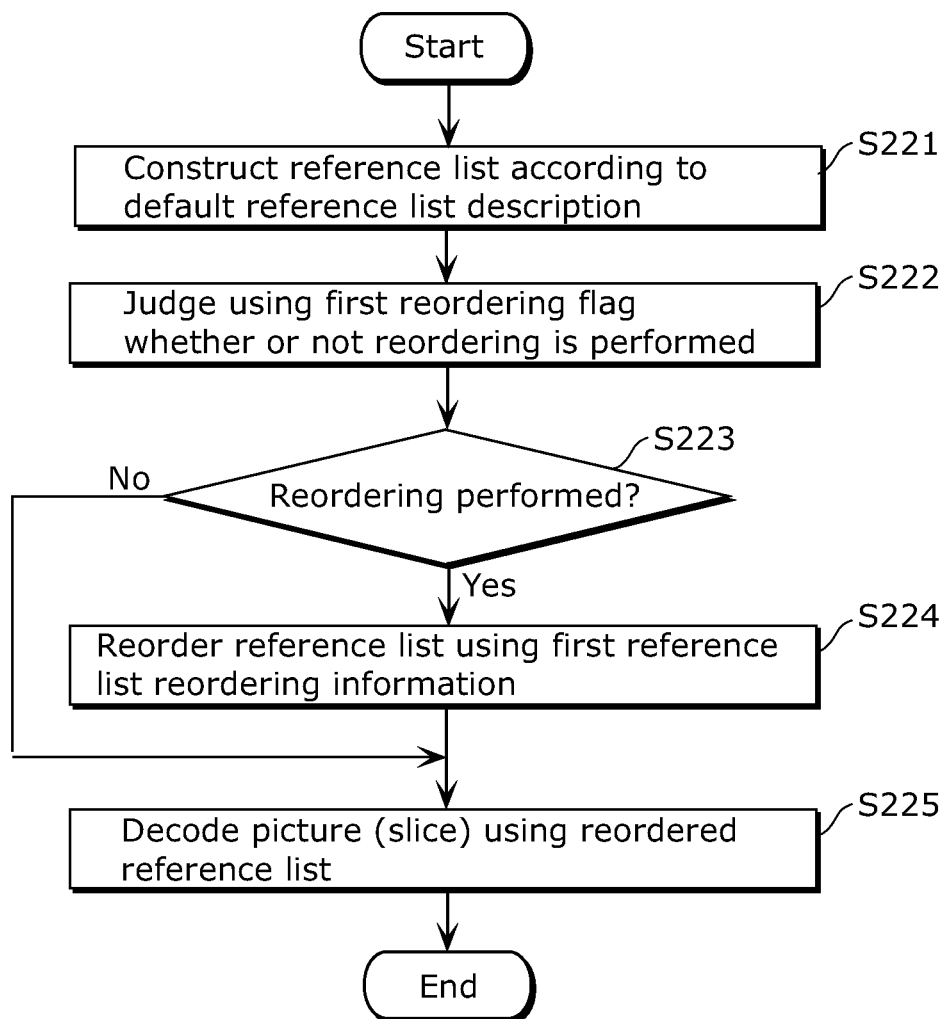 Start
S221
Construct reference list according to
default reference list description
S222
Judge using first reordering flag
whether or not reordering is performed
S223
No
Reordering performed?
Yes
S224
Reorder reference list using first reference
list reordering information
S225
Decode picture (slice) using reordered
reference list
End